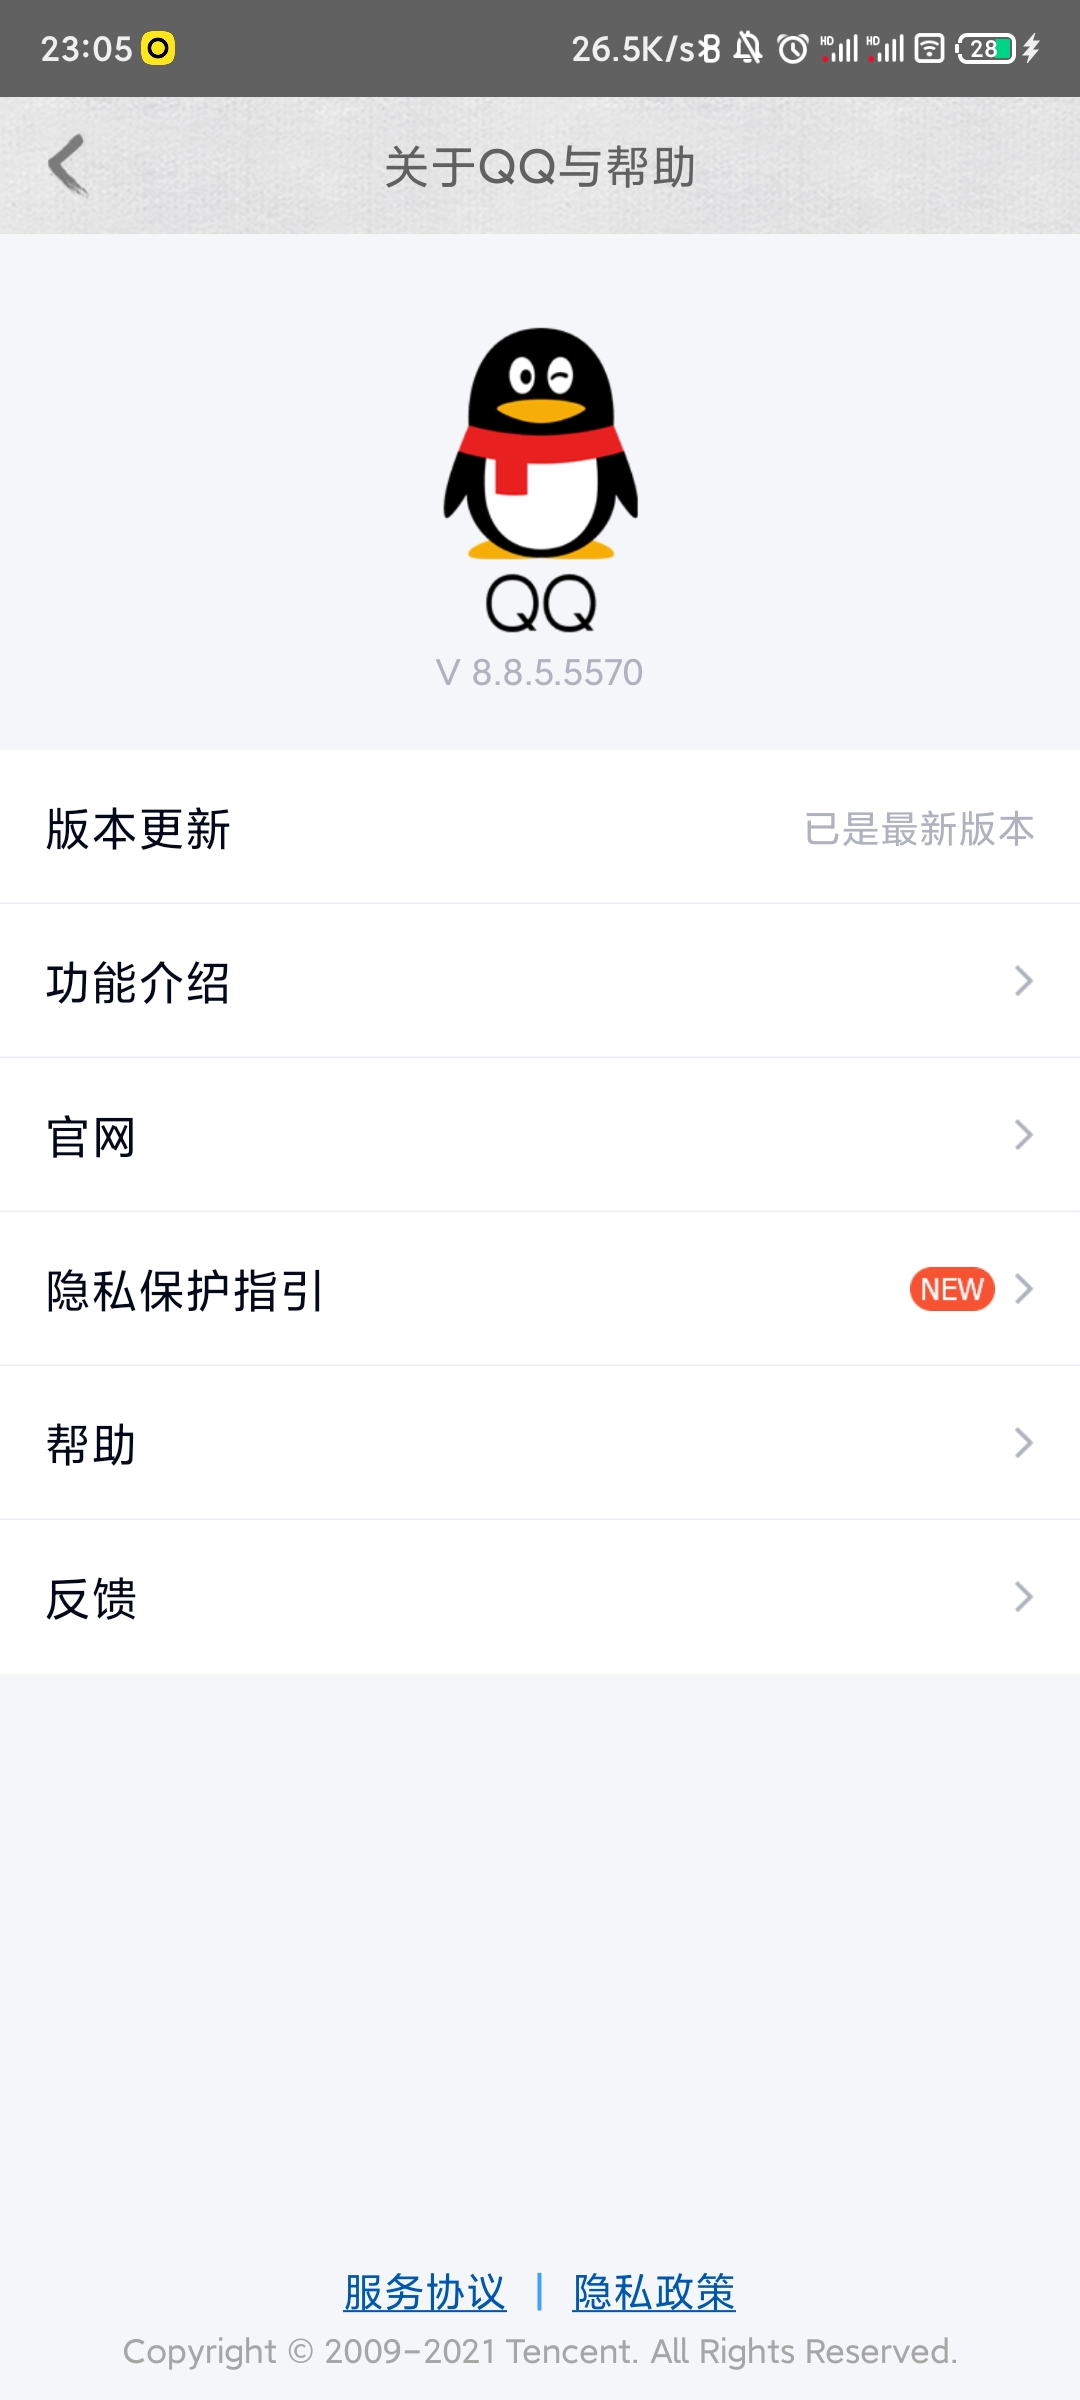 23:05 26.5K/s HD HD 28
关于QQ与帮助
QQ
V 8.8.5.5570
版本更新 已是最新版本
功能介绍
官网
隐私保护指引 NEW
帮助
反馈
服务协议 | 隐私政策
Copyright © 2009-2021 Tencent. All Rights Reserved.